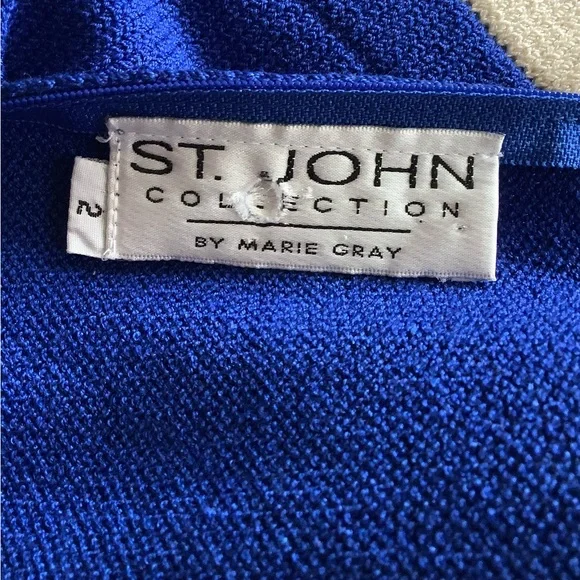 ST. JOHN
COLLECTION
BY MARIE GRAY
2